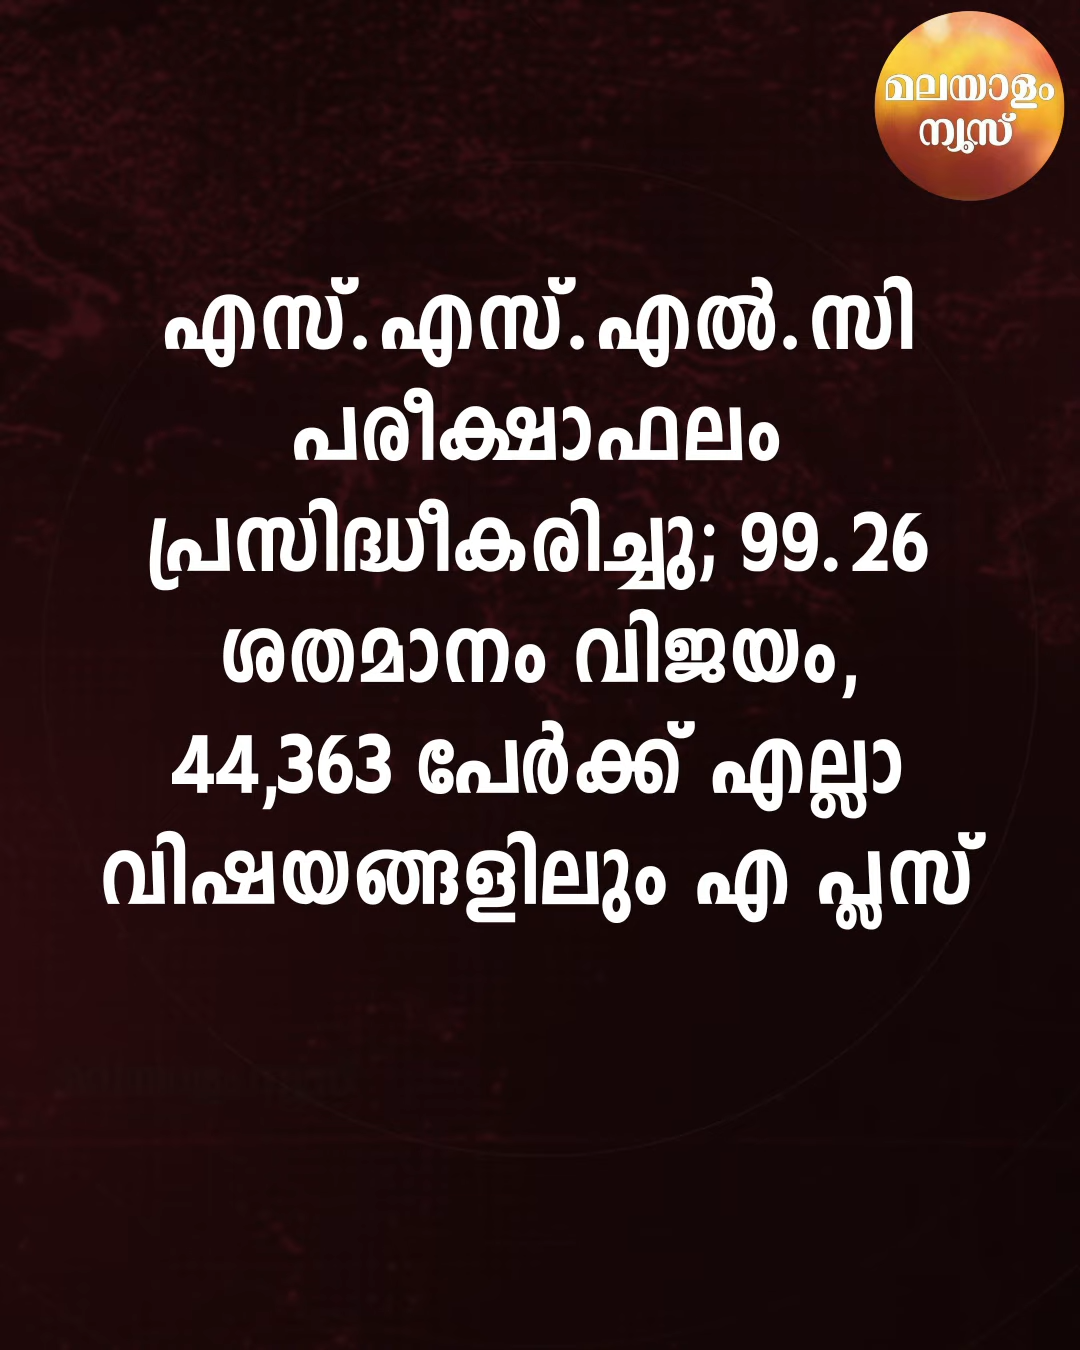 മലയാളം
ന്യൂസ്
എസ്.എസ്.എൽ.സി
പരീക്ഷാഫലം
പ്രസിദ്ധീകരിച്ചു; 99.26
ശതമാനം വിജയം,
44,363 പേർക്ക് എല്ലാ
വിഷയങ്ങളിലും എ പ്ലസ്